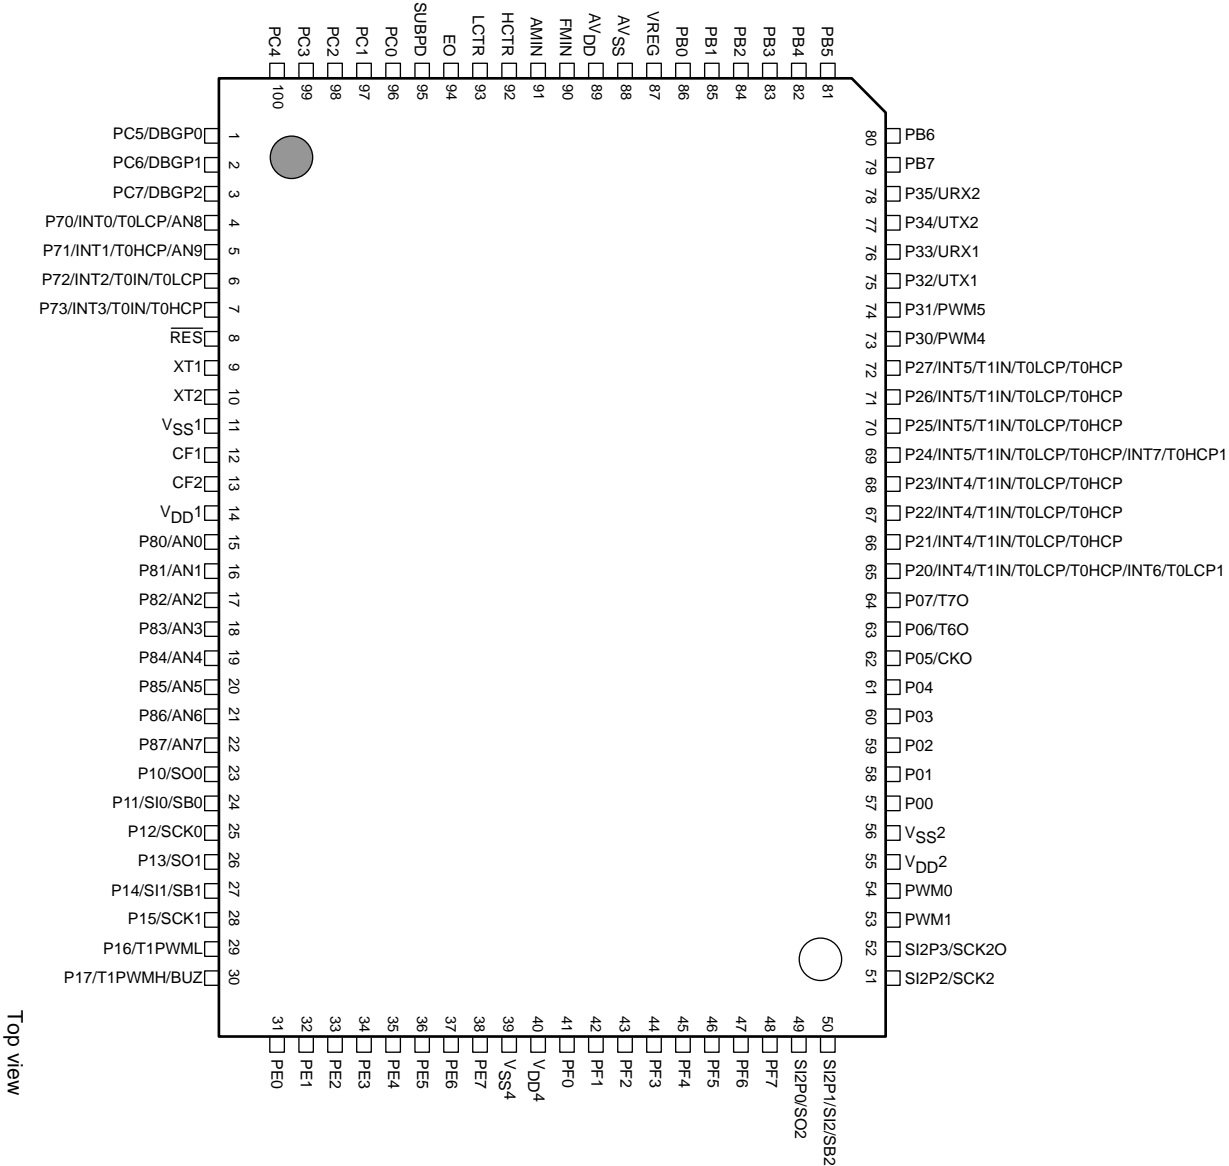 PC4
PC3
PC2
PC1
PC0
SUBPD
EO
LCTR
HCTR
AMIN
FMIN
AVDD
AVSS
VREG
PB0
PB1
PB2
PB3
PB4
PB5
100
99
98
97
96
95
94
93
92
91
90
89
88
87
86
85
84
83
82
81
PC5/DBGP0 1
PC6/DBGP1 2
PC7/DBGP2 3
P70/INT0/T0LCP/AN8 4
P71/INT1/T0HCP/AN9 5
P72/INT2/T0IN/T0LCP 6
P73/INT3/T0IN/T0HCP 7
RES 8
XT1 9
XT2 10
VSS1 11
CF1 12
CF2 13
VDD1 14
P80/AN0 15
P81/AN1 16
P82/AN2 17
P83/AN3 18
P84/AN4 19
P85/AN5 20
P86/AN6 21
P87/AN7 22
P10/SO0 23
P11/SI0/SB0 24
P12/SCK0 25
P13/SO1 26
P14/SI1/SB1 27
P15/SCK1 28
P16/T1PWML 29
P17/T1PWMH/BUZ 30
80 PB6
79 PB7
78 P35/URX2
77 P34/UTX2
76 P33/URX1
75 P32/UTX1
74 P31/PWM5
73 P30/PWM4
72 P27/INT5/T1IN/T0LCP/T0HCP
71 P26/INT5/T1IN/T0LCP/T0HCP
70 P25/INT5/T1IN/T0LCP/T0HCP
69 P24/INT5/T1IN/T0LCP/T0HCP/INT7/T0HCP1
68 P23/INT4/T1IN/T0LCP/T0HCP
67 P22/INT4/T1IN/T0LCP/T0HCP
66 P21/INT4/T1IN/T0LCP/T0HCP
65 P20/INT4/T1IN/T0LCP/T0HCP/INT6/T0LCP1
64 P07/T7O
63 P06/T6O
62 P05/CKO
61 P04
60 P03
59 P02
58 P01
57 P00
56 VSS2
55 VDD2
54 PWM0
53 PWM1
52 SI2P3/SCK2O
51 SI2P2/SCK2
31
32
33
34
35
36
37
38
39
40
41
42
43
44
45
46
47
48
49
50
PE0
PE1
PE2
PE3
PE4
PE5
PE6
PE7
VSS4
VDD4
PF0
PF1
PF2
PF3
PF4
PF5
PF6
PF7
SI2P0/SO2
SI2P1/SI2/SB2
Top view